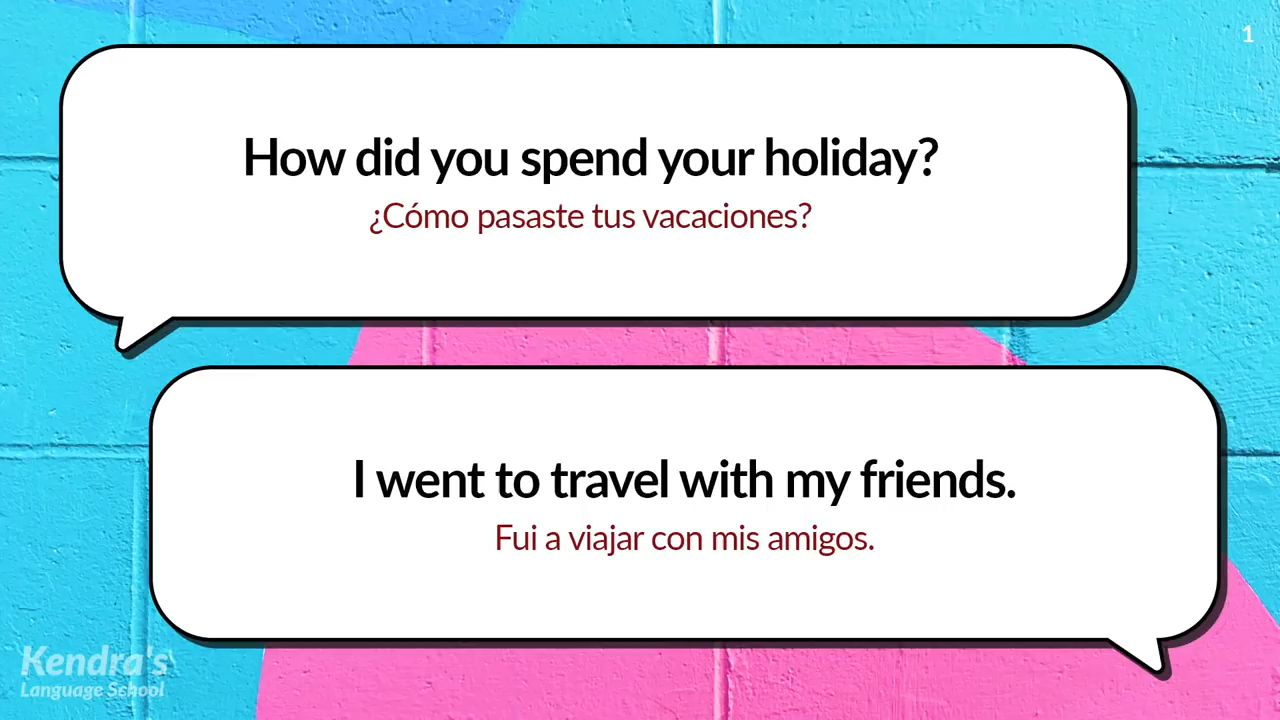 1
How did you spend your holiday?
¿Cómo pasaste tus vacaciones?
I went to travel with my friends.
Fui a viajar con mis amigos.
Kendra's
Language School